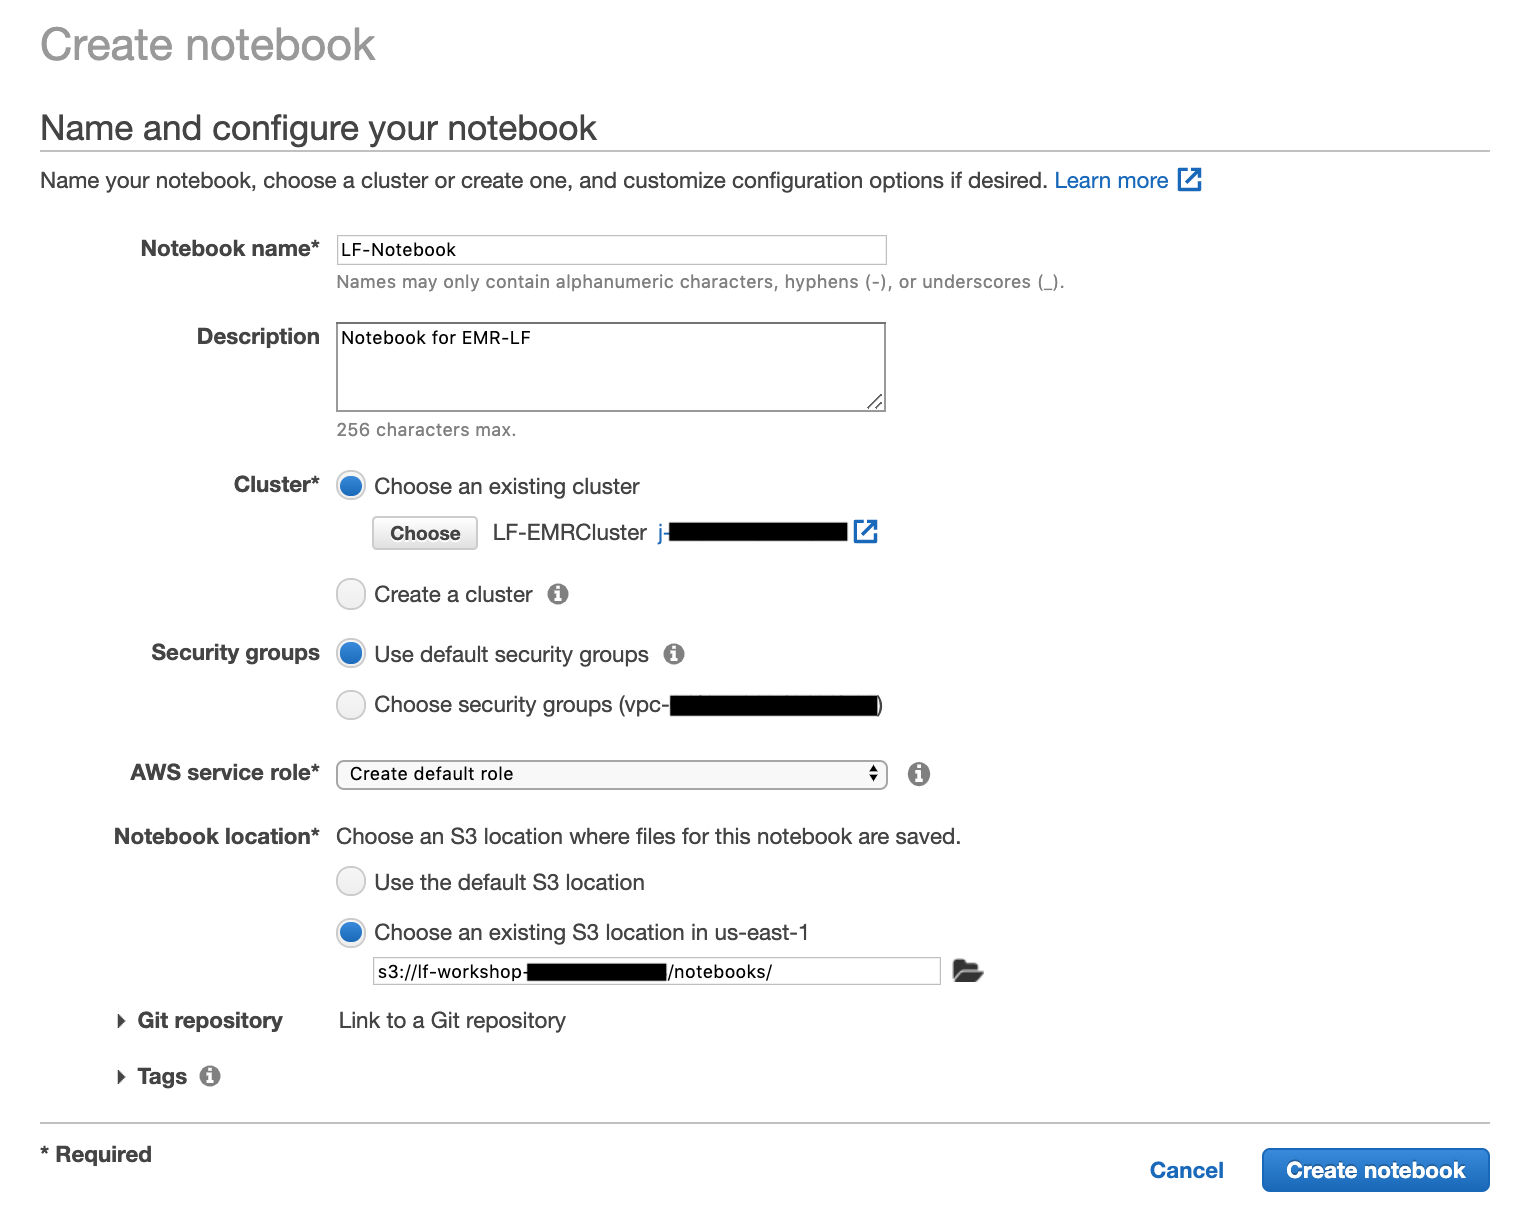 Create notebook
Name and configure your notebook
Name your notebook, choose a cluster or create one, and customize configuration options if desired. Learn more
Notebook name* LF-Notebook
Names may only contain alphanumeric characters, hyphens (-), or underscores (_).
Description Notebook for EMR-LF
256 characters max.
Cluster* Choose an existing cluster
Choose LF-EMRCluster j-
Create a cluster
Security groups Use default security groups
Choose security groups (vpc- )
AWS service role* Create default role
Notebook location* Choose an S3 location where files for this notebook are saved.
Use the default S3 location
Choose an existing S3 location in us-east-1
s3://lf-workshop- /notebooks/
Git repository Link to a Git repository
Tags
* Required
Cancel Create notebook